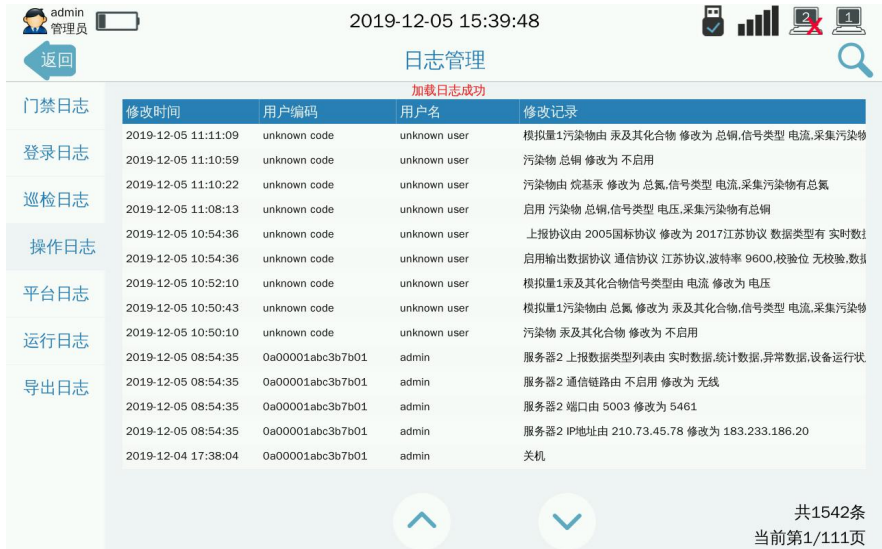 admin
管理员
2019-12-05 15:39:48
2
1
返回
日志管理
加载日志成功
门禁日志
登录日志
巡检日志
操作日志
平台日志
运行日志
导出日志
修改时间 用户编码 用户名 修改记录
2019-12-05 11:11:09 unknown code unknown user 模拟量1污染物由 汞及其化合物 修改为 总铜,信号类型 电流,采集污染物
2019-12-05 11:10:59 unknown code unknown user 污染物 总铜 修改为 不启用
2019-12-05 11:10:22 unknown code unknown user 污染物由 烷基汞 修改为 总氮,信号类型 电流,采集污染物有总氮
2019-12-05 11:08:13 unknown code unknown user 启用 污染物 总铜,信号类型 电压,采集污染物有总铜
2019-12-05 10:54:36 unknown code unknown user 上报协议由 2005国标协议 修改为 2017江苏协议 数据类型有 实时数
2019-12-05 10:54:36 unknown code unknown user 启用输出数据协议 通信协议 江苏协议,波特率 9600,校验位 无校验,数
2019-12-05 10:52:10 unknown code unknown user 模拟量1汞及其化合物信号类型由 电流 修改为 电压
2019-12-05 10:50:43 unknown code unknown user 模拟量1污染物由 总氮 修改为 汞及其化合物,信号类型 电流,采集污染物
2019-12-05 10:50:10 unknown code unknown user 污染物 汞及其化合物 修改为 不启用
2019-12-05 08:54:35 0a00001abc3b7b01 admin 服务器2 上报数据类型列表由 实时数据,统计数据,异常数据,设备运行状
2019-12-05 08:54:35 0a00001abc3b7b01 admin 服务器2 通信链路由 不启用 修改为 无线
2019-12-05 08:54:35 0a00001abc3b7b01 admin 服务器2 端口由 5003 修改为 5461
2019-12-05 08:54:35 0a00001abc3b7b01 admin 服务器2 IP地址由 210.73.45.78 修改为 183.233.186.20
2019-12-04 17:38:04 0a00001abc3b7b01 admin 关机
共1542条
当前第1/111页